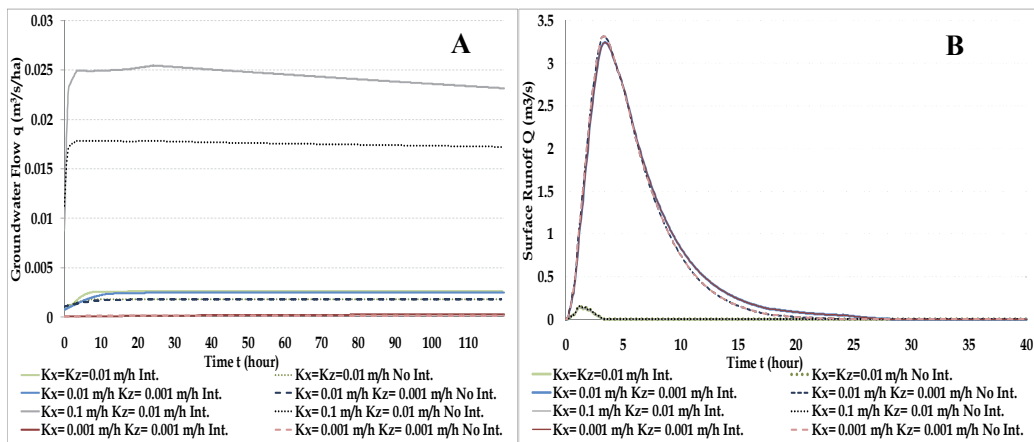 A
Groundwater Flow q (m³/s/ha)
0.03
0.025
0.02
0.015
0.01
0.005
0
0 10 20 30 40 50 60 70 80 90 100 110
Time t (hour)
Kx=Kz=0.01 m/h Int.
Kx=Kz=0.01 m/h No Int.
Kx= 0.01 m/h Kz= 0.001 m/h Int.
Kx= 0.01 m/h Kz= 0.001 m/h No Int.
Kx= 0.1 m/h Kz= 0.01 m/h Int.
Kx= 0.1 m/h Kz= 0.01 m/h No Int.
Kx= 0.001 m/h Kz= 0.001 m/h Int.
Kx= 0.001 m/h Kz= 0.001 m/h No Int.
B
Surface Runoff Q (m3/s)
3.5
3
2.5
2
1.5
1
0.5
0
0 5 10 15 20 25 30 35 40
Time t (hour)
Kx=Kz=0.01 m/h Int.
Kx=Kz=0.01 m/h No Int.
Kx= 0.01 m/h Kz= 0.001 m/h Int.
Kx= 0.01 m/h Kz= 0.001 m/h No Int.
Kx= 0.1 m/h Kz= 0.01 m/h Int.
Kx= 0.1 m/h Kz= 0.01 m/h No Int.
Kx= 0.001 m/h Kz= 0.001 m/h Int.
Kx= 0.001 m/h Kz= 0.001 m/h No Int.